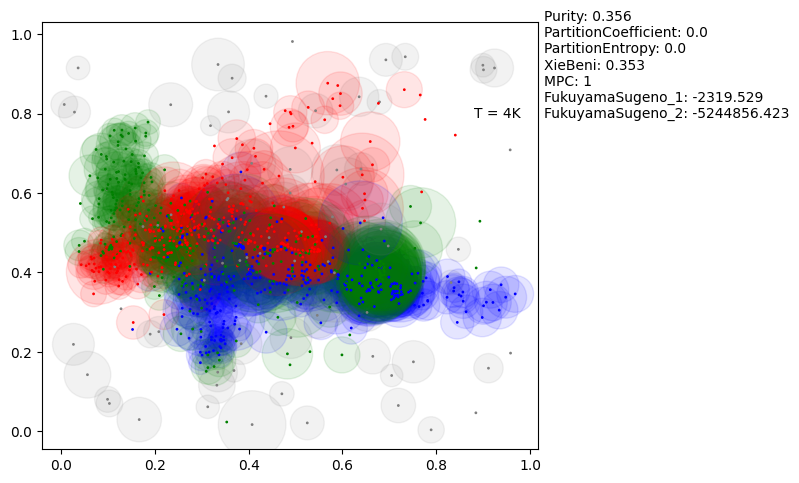 Purity: 0.356
PartitionCoefficient: 0.0
PartitionEntropy: 0.0
XieBeni: 0.353
MPC: 1
FukuyamaSugeno_1: -2319.529
FukuyamaSugeno_2: -5244856.423
T = 4K
1.0
0.8
0.6
0.4
0.2
0.0
0.0 0.2 0.4 0.6 0.8 1.0